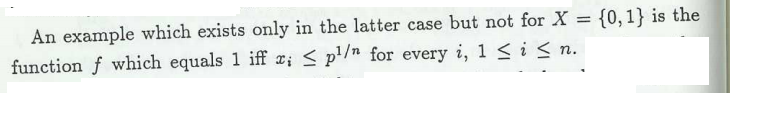 An example which exists only in the latter case but not for X = {0, 1} is the
function f which equals 1 iff xᵢ ≤ p^{1/n} for every i, 1 ≤ i ≤ n.